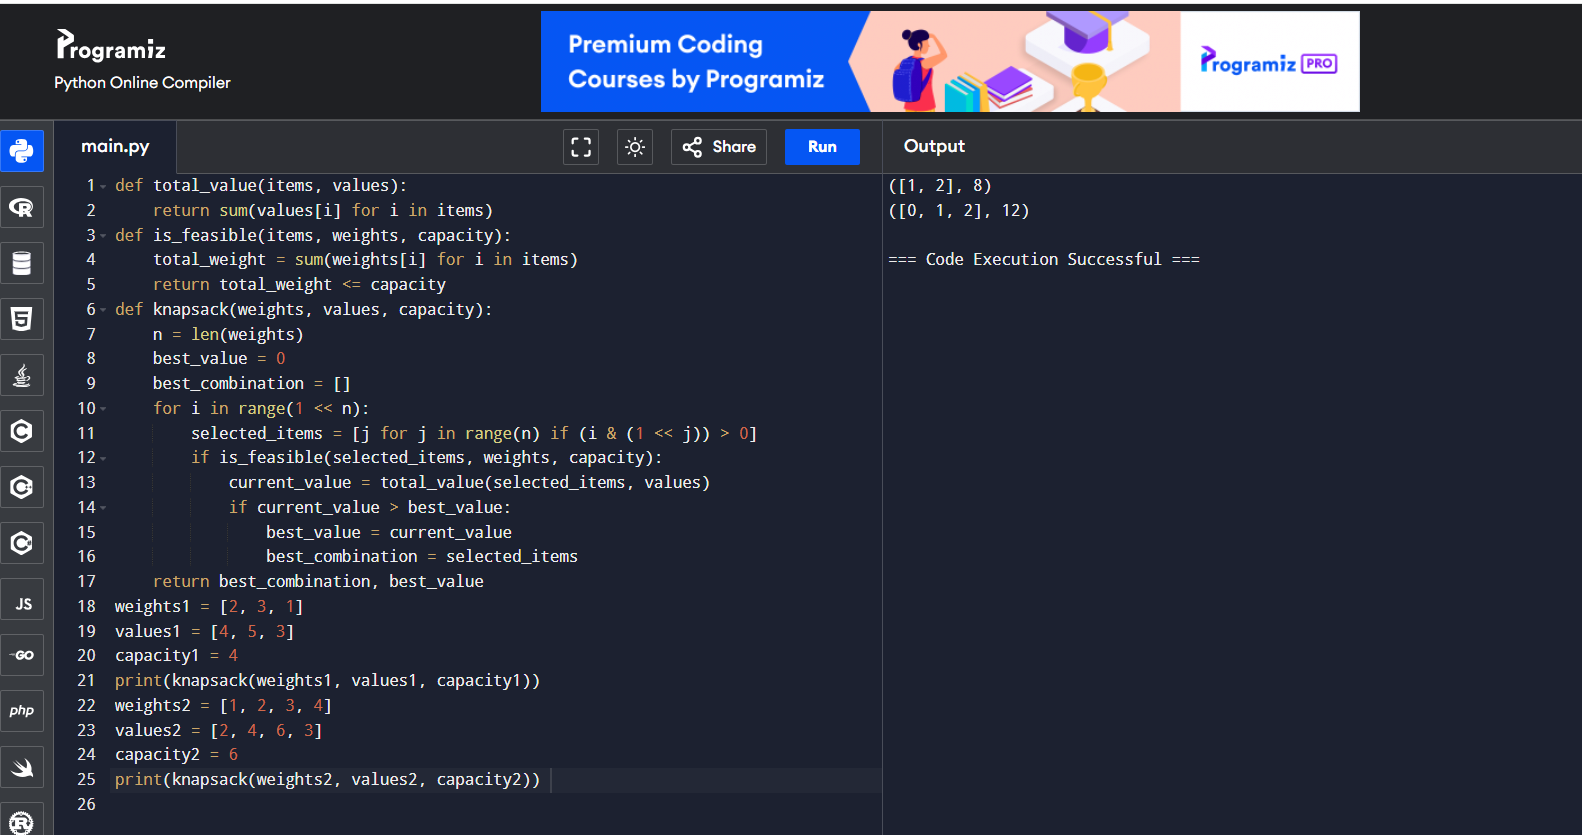 Programiz
Python Online Compiler
Premium Coding
Courses by Programiz
Programiz PRO
main.py
Share
Run
Output
1 def total_value(items, values):
2     return sum(values[i] for i in items)
3 def is_feasible(items, weights, capacity):
4     total_weight = sum(weights[i] for i in items)
5     return total_weight <= capacity
6 def knapsack(weights, values, capacity):
7     n = len(weights)
8     best_value = 0
9     best_combination = []
10     for i in range(1 << n):
11         selected_items = [j for j in range(n) if (i & (1 << j)) > 0]
12         if is_feasible(selected_items, weights, capacity):
13             current_value = total_value(selected_items, values)
14             if current_value > best_value:
15                 best_value = current_value
16                 best_combination = selected_items
17     return best_combination, best_value
18 weights1 = [2, 3, 1]
19 values1 = [4, 5, 3]
20 capacity1 = 4
21 print(knapsack(weights1, values1, capacity1))
22 weights2 = [1, 2, 3, 4]
23 values2 = [2, 4, 6, 3]
24 capacity2 = 6
25 print(knapsack(weights2, values2, capacity2))
26
([1, 2], 8)
([0, 1, 2], 12)
=== Code Execution Successful ===
R
5
C
C
C
JS
GO
php
R